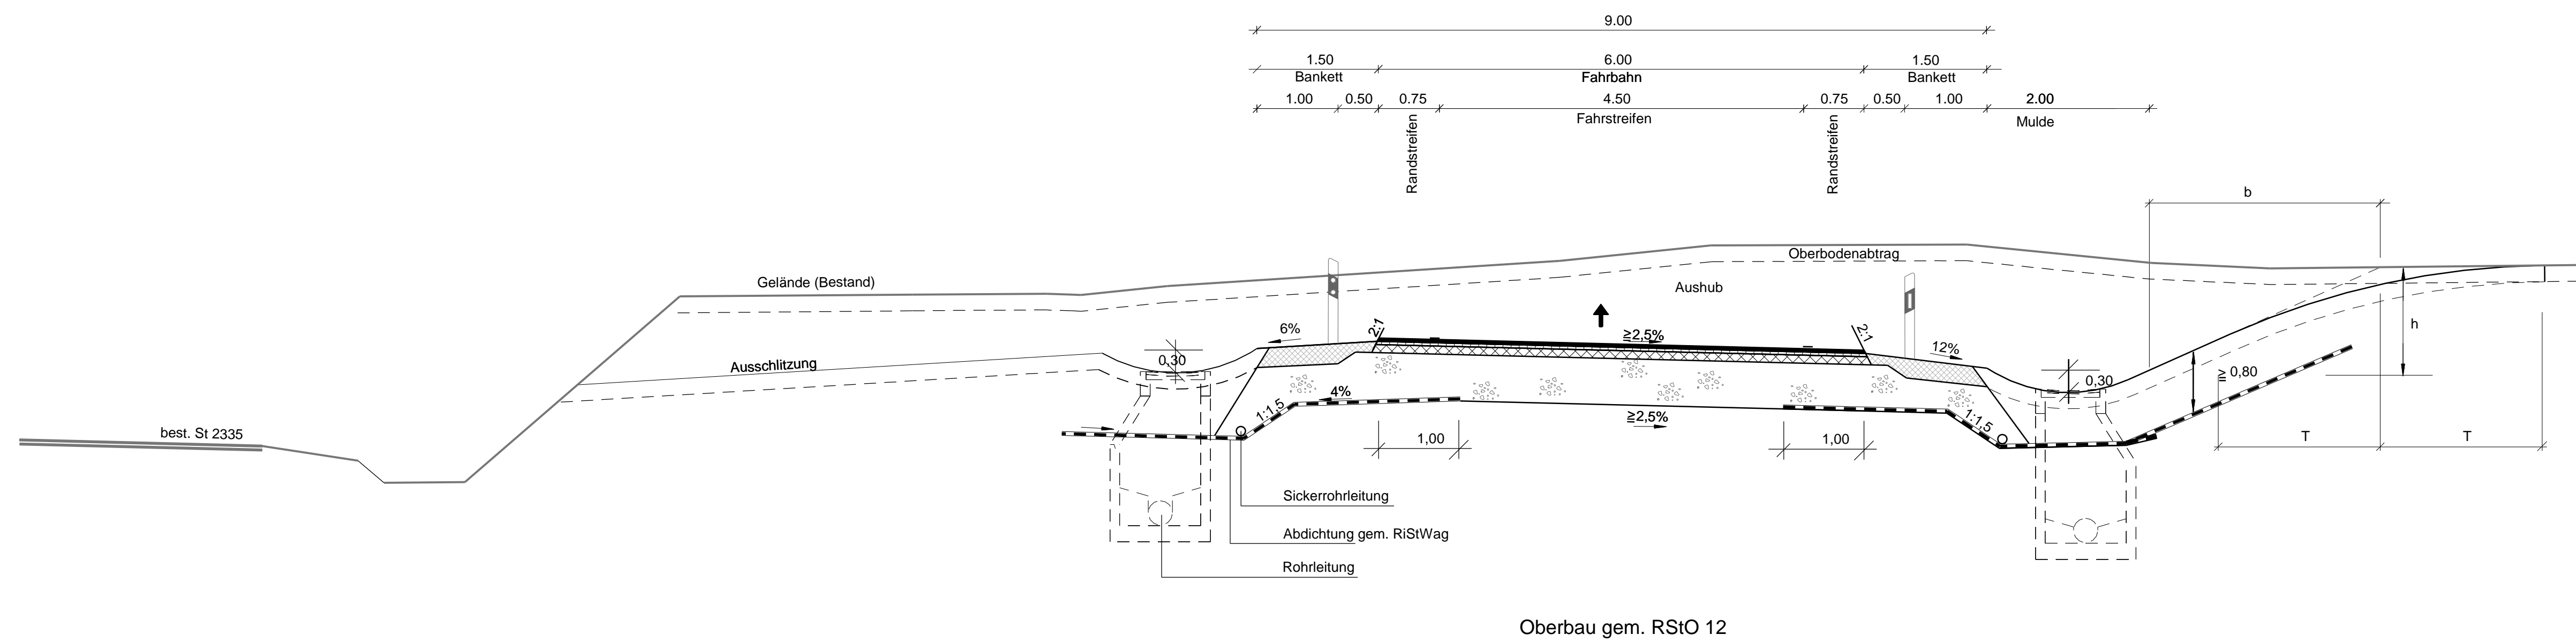 9.00
1.50 6.00 1.50
Bankett Fahrbahn Bankett
1.00 0.50 0.75 4.50 0.75 0.50 1.00 2.00
Fahrstreifen Mulde
Randstreifen Randstreifen
b
Oberbodenabtrag
Gelände (Bestand)
Aushub
h
6% 2:1 ≧2,5% 2:1 12%
0,30
Ausschlitzung
≧ 0,80
0,30
4%
1:1,5 ≧2,5% 1:1,5
best. St 2335
1,00 1,00
T T
Sickerrohrleitung
Abdichtung gem. RiStWag
Rohrleitung
Oberbau gem. RStO 12